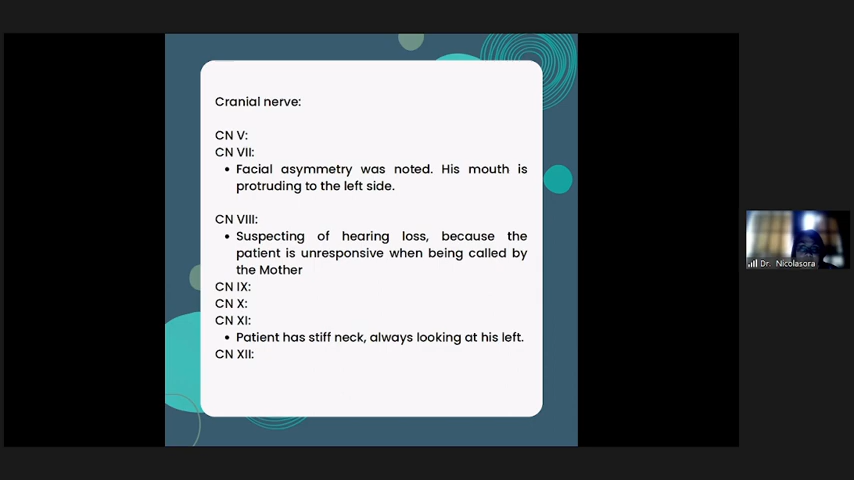 Cranial nerve:
CN V:
CN VII:
• Facial asymmetry was noted. His mouth is
protruding to the left side.
CN VIII:
• Suspecting of hearing loss, because the
patient is unresponsive when being called by
the Mother
CN IX:
CN X:
CN XI:
• Patient has stiff neck, always looking at his left.
CN XII:
Dr. Nicolasora